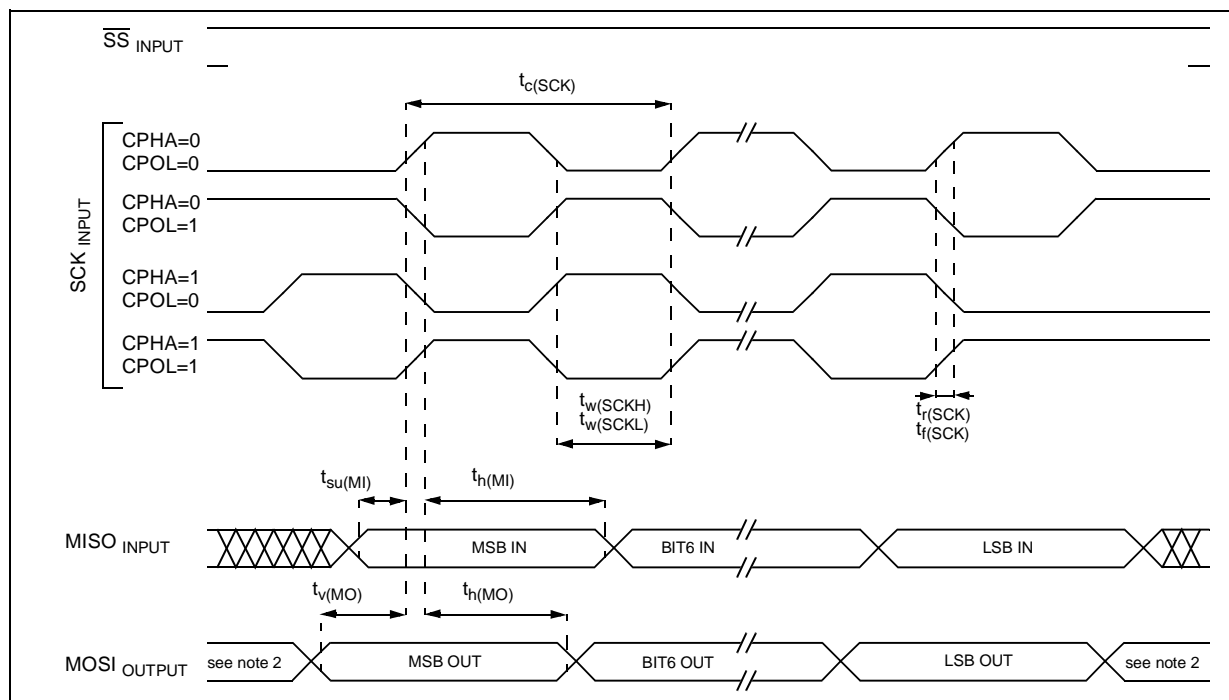 SS INPUT
tc(SCK)
SCK INPUT
CPHA=0
CPOL=0
CPHA=0
CPOL=1
CPHA=1
CPOL=0
CPHA=1
CPOL=1
tw(SCKH)
tw(SCKL)
tr(SCK)
tf(SCK)
tsu(MI)
th(MI)
MISO INPUT
MSB IN
BIT6 IN
LSB IN
tv(MO)
th(MO)
MOSI OUTPUT
see note 2
MSB OUT
BIT6 OUT
LSB OUT
see note 2